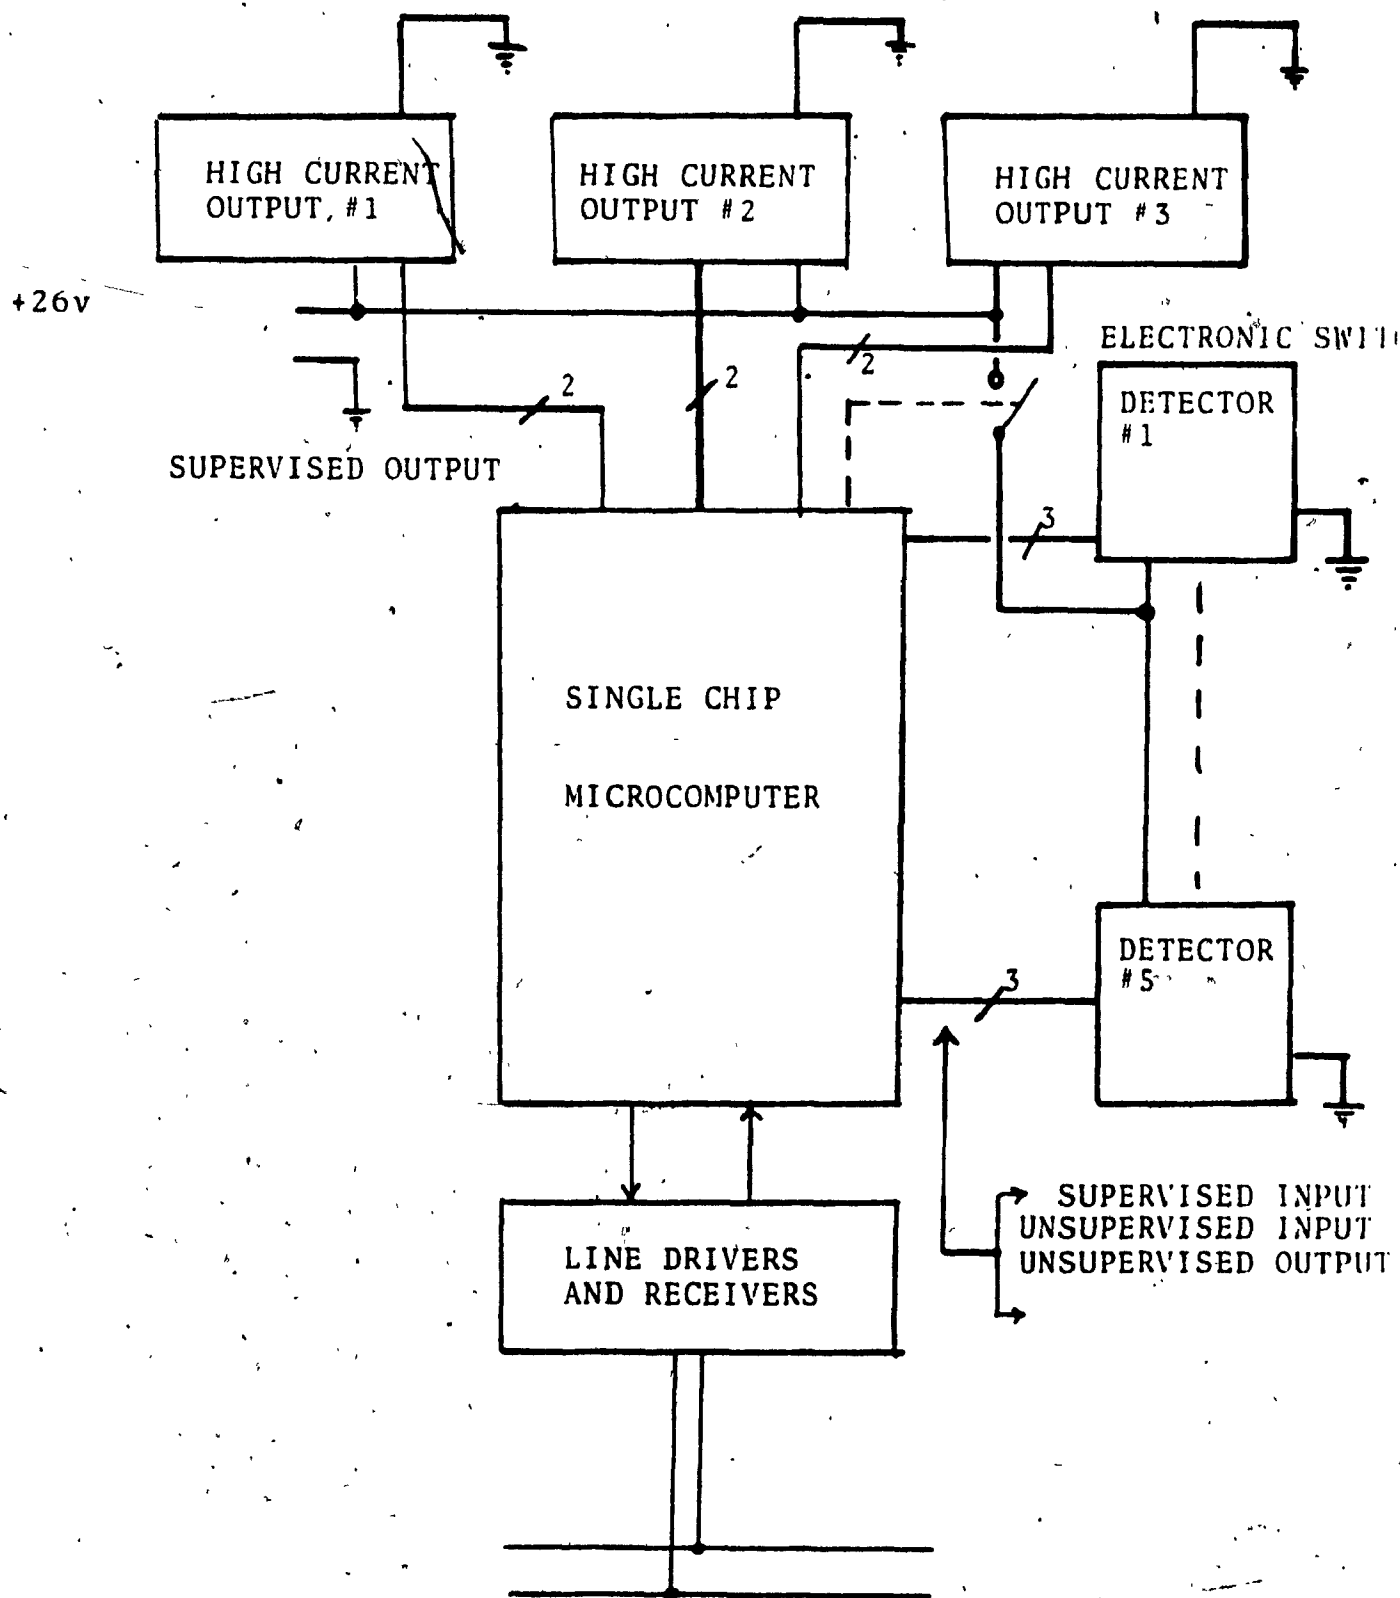 HIGH CURRENT
OUTPUT, #1
HIGH CURRENT
OUTPUT #2
HIGH CURRENT
OUTPUT #3
+26v
ELECTRONIC
2
2
2
DETECTOR
#1
SUPERVISED OUTPUT
3
SINGLE CHIP
MICROCOMPUTER
DETECTOR
#5
3
SUPERVISED INPUT
UNSUPERVISED INPUT
UNSUPERVISED OUTPUT
LINE DRIVERS
AND RECEIVERS